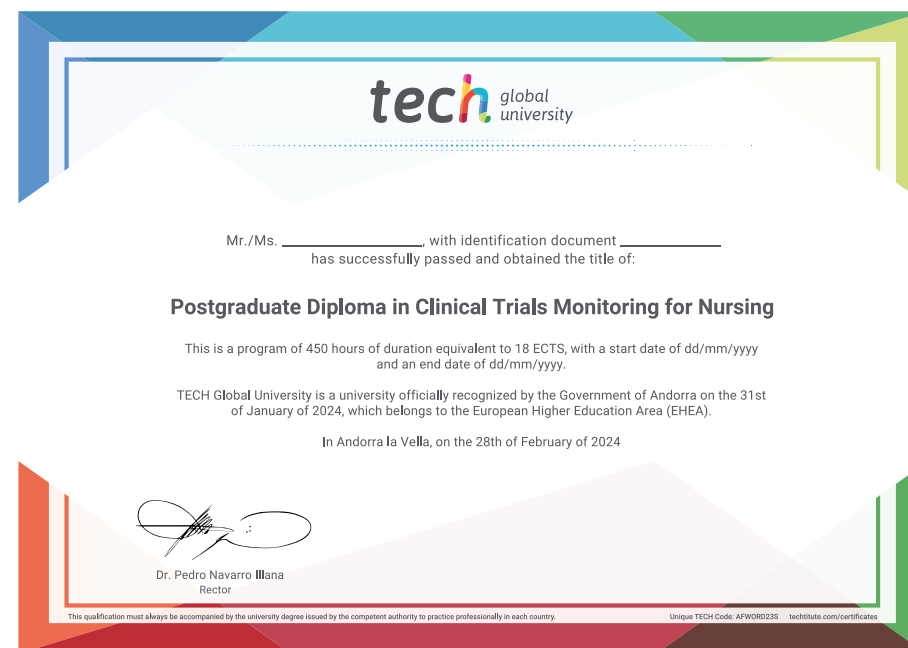 tech global university
Mr./Ms. ____________, with identification document ____________
has successfully passed and obtained the title of:
Postgraduate Diploma in Clinical Trials Monitoring for Nursing
This is a program of 450 hours of duration equivalent to 18 ECTS, with a start date of dd/mm/yyyy
and an end date of dd/mm/yyyy.
TECH Global University is a university officially recognized by the Government of Andorra on the 31st
of January of 2024, which belongs to the European Higher Education Area (EHEA).
In Andorra la Vella, on the 28th of February of 2024
Dr. Pedro Navarro Illana
Rector
This qualification must always be accompanied by the university degree issued by the competent authority to practice professionally in each country. Unique TECH Code: AFWORD23S techtitute.com/certificates